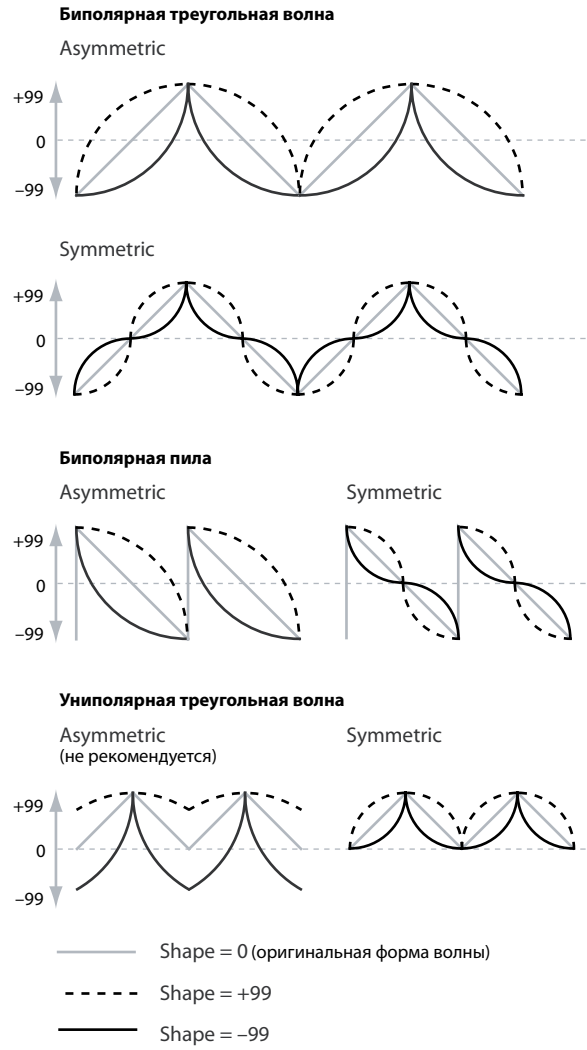 Биполярная треугольная волна
Asymmetric
+99
0
–99
Symmetric
+99
0
–99
Биполярная пила
Asymmetric Symmetric
+99
0
–99
Униполярная треугольная волна
Asymmetric Symmetric
(не рекомендуется)
+99
0
–99
Shape = 0 (оригинальная форма волны)
Shape = +99
Shape = –99